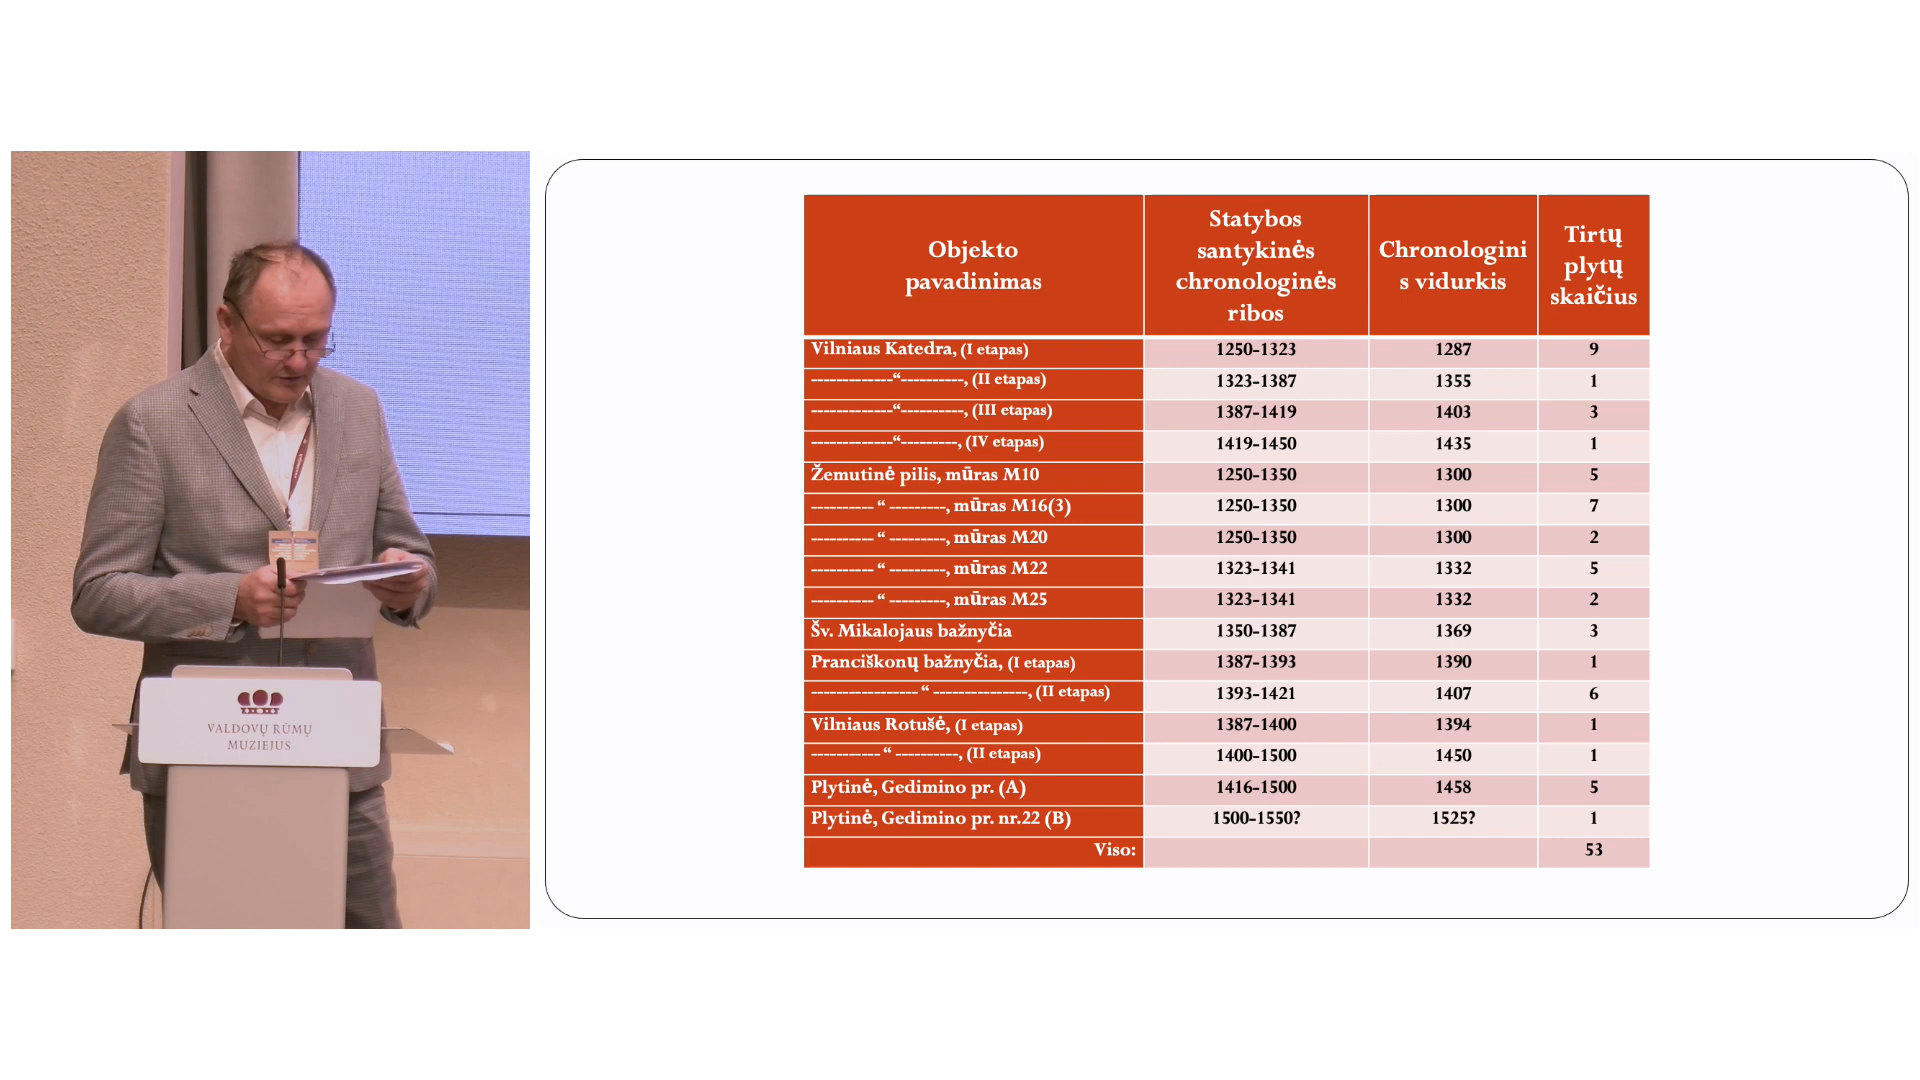 VALDOVŲ RŪMŲ
MUZIEJUS
Objekto
pavadinimas
Statybos
santykinės
chronologinės
ribos
Chronologini
s vidurkis
Tirtų
plytų
skaičius
Vilniaus Katedra, (I etapas) 1250-1323 1287 9
-------------“----------, (II etapas) 1323-1387 1355 1
-------------“----------, (III etapas) 1387-1419 1403 3
-------------“---------, (IV etapas) 1419-1450 1435 1
Žemutinė pilis, mūras M10 1250-1350 1300 5
---------- “ ---------, mūras M16(3) 1250-1350 1300 7
---------- “ ---------, mūras M20 1250-1350 1300 2
---------- “ ---------, mūras M22 1323-1341 1332 5
---------- “ ---------, mūras M25 1323-1341 1332 2
Šv. Mikalojaus bažnyčia 1350-1387 1369 3
Pranciškonų bažnyčia, (I etapas) 1387-1393 1390 1
----------------- “ ---------------, (II etapas) 1393-1421 1407 6
Vilniaus Rotušė, (I etapas) 1387-1400 1394 1
----------- “ ----------, (II etapas) 1400-1500 1450 1
Plytinė, Gedimino pr. (A) 1416-1500 1458 5
Plytinė, Gedimino pr. nr.22 (B) 1500-1550? 1525? 1
Viso: 53